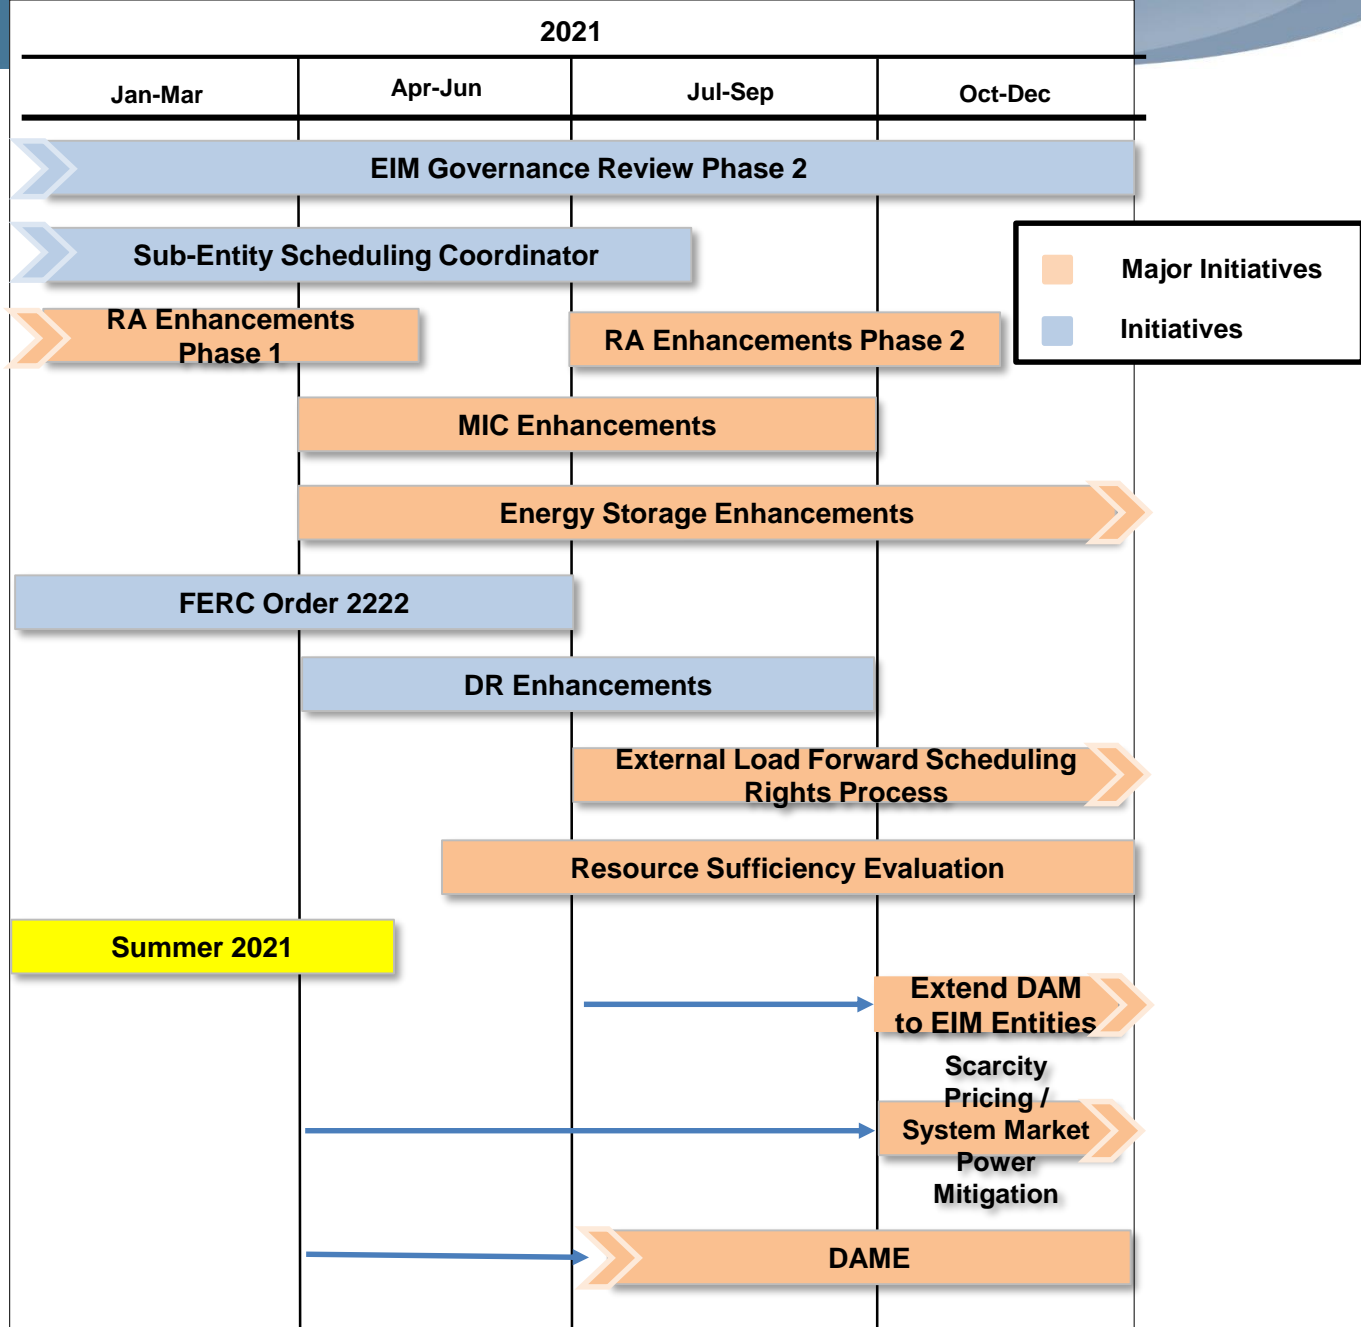 2021
Jan-Mar
Apr-Jun
Jul-Sep
Oct-Dec
EIM Governance Review Phase 2
Sub-Entity Scheduling Coordinator
Major Initiatives
Initiatives
RA Enhancements
Phase 1
RA Enhancements Phase 2
MIC Enhancements
Energy Storage Enhancements
FERC Order 2222
DR Enhancements
External Load Forward Scheduling
Rights Process
Resource Sufficiency Evaluation
Summer 2021
Extend DAM
to EIM Entities
Scarcity
Pricing /
System Market
Power
Mitigation
DAME